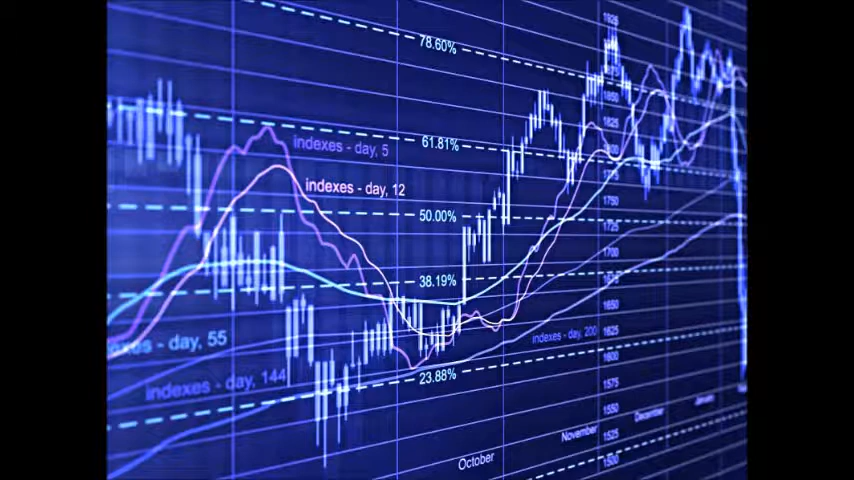 78.60%
indexes - day, 5
61.81%
indexes - day, 12
50.00%
38.19%
indexes - day, 55
indexes - day, 144
23.88%
indexes - day, 200
October
November
December
January
1925
1850
1825
1800
1775
1750
1725
1700
1675
1650
1625
1600
1575
1550
1525
1500